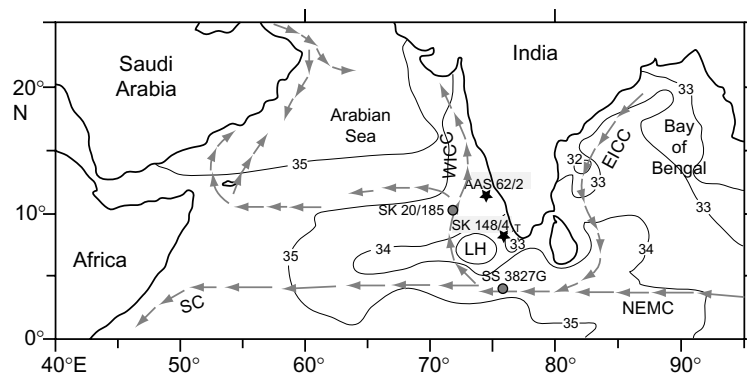 Saudi
Arabia
India
20°
N
Arabian
Sea
33
Bay
of
Bengal
WICC
EICC
32
33
35
AAS 62/2
33
10°
SK 20/185
SK 148/4
T
33
34
LH
34
Africa
35
SS 3827G
SC
NEMC
35
0°
40°E
50°
60°
70°
80°
90°